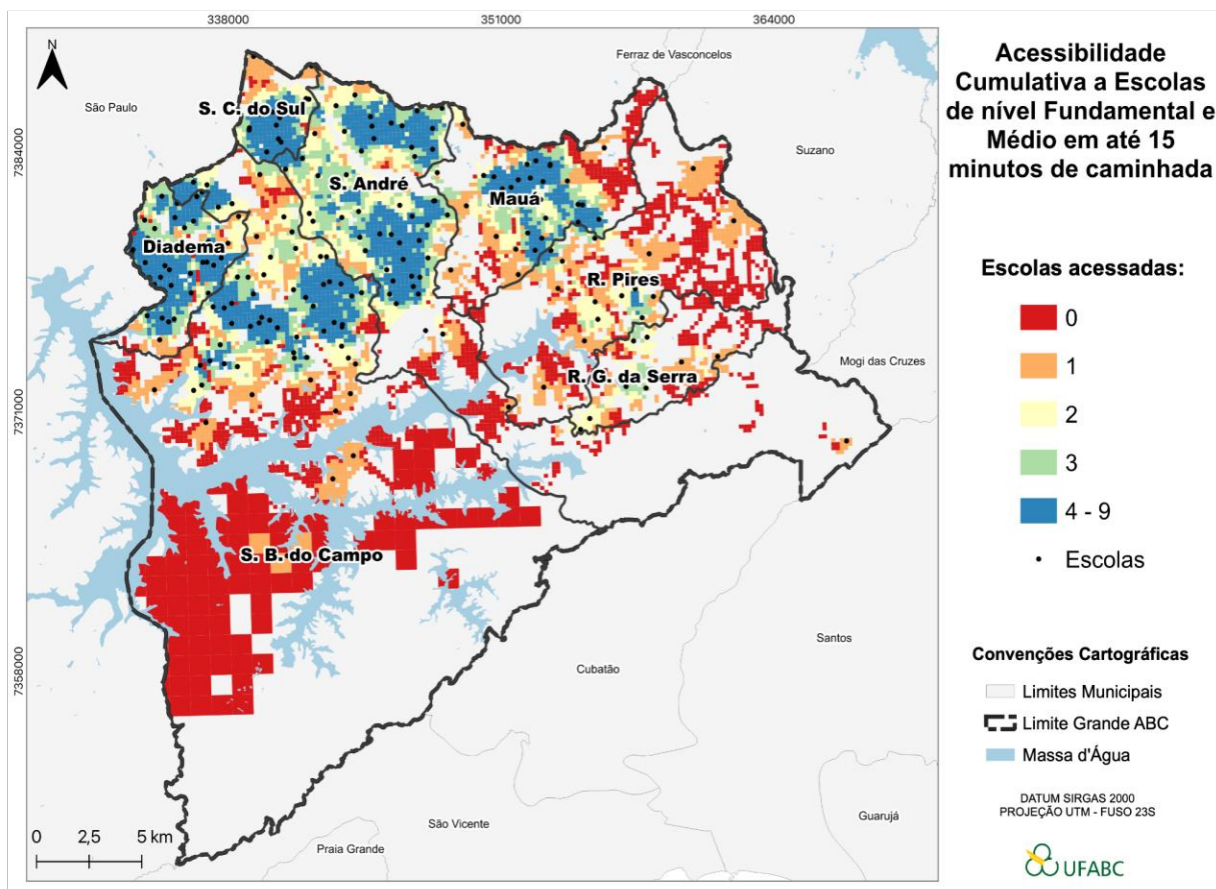 338000
351000
364000
N
Ferraz de Vasconcelos
São Paulo
S. C. do Sul
7384000
Suzano
S. André
Mauá
Diadema
R. Pires
Mogi das Cruzes
R. G. da Serra
7371000
S. B. do Campo
Santos
7358000
Cubatão
São Vicente
Guarujá
Praia Grande
0 2,5 5 km
Acessibilidade
Cumulativa a Escolas
de nível Fundamental e
Médio em até 15
minutos de caminhada
Escolas acessadas:
0
1
2
3
4 - 9
Escolas
Convenções Cartográficas
Limites Municipais
Limite Grande ABC
Massa d'Água
DATUM SIRGAS 2000
PROJEÇÃO UTM - FUSO 23S
UFABC